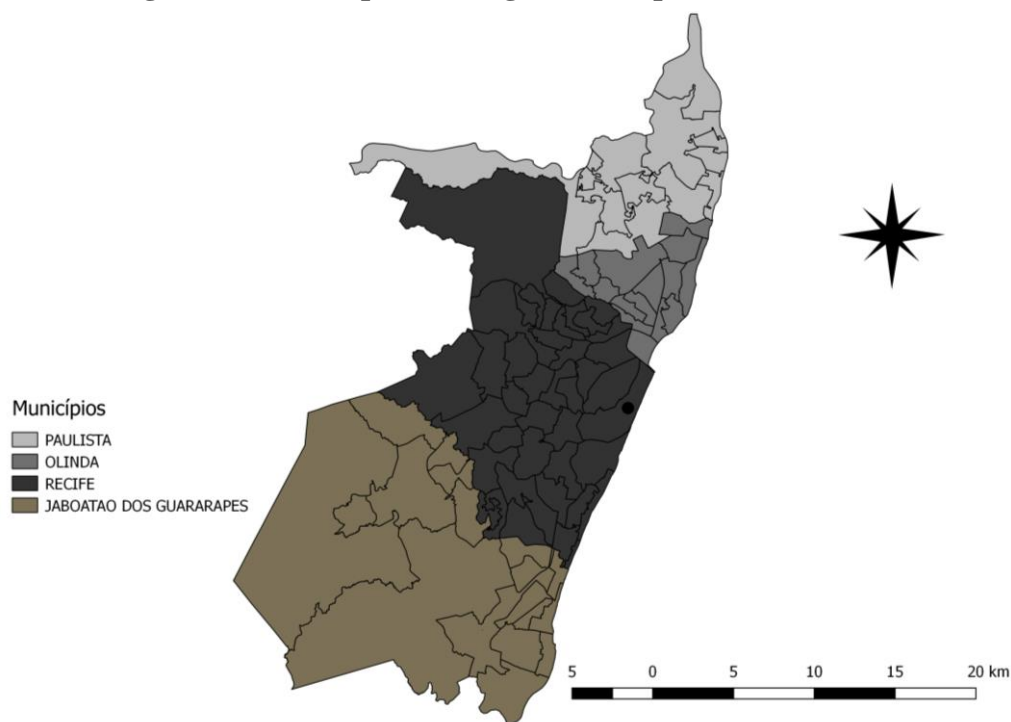 Municípios
PAULISTA
OLINDA
RECIFE
JABOATAO DOS GUARARAPES
5 0 5 10 15 20 km